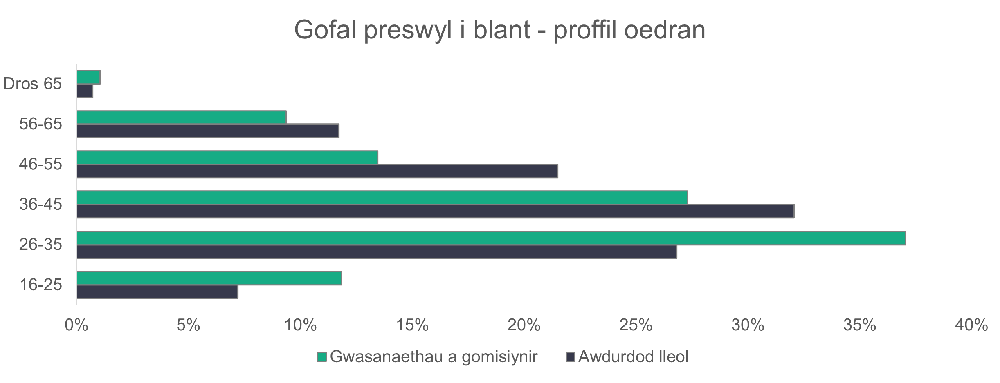 Gofal preswyl i blant - proffil oedran
Dros 65
56-65
46-55
36-45
26-35
16-25
0% 5% 10% 15% 20% 25% 30% 35% 40%
Gwasanaethau a gomisiynir Awdurdod lleol